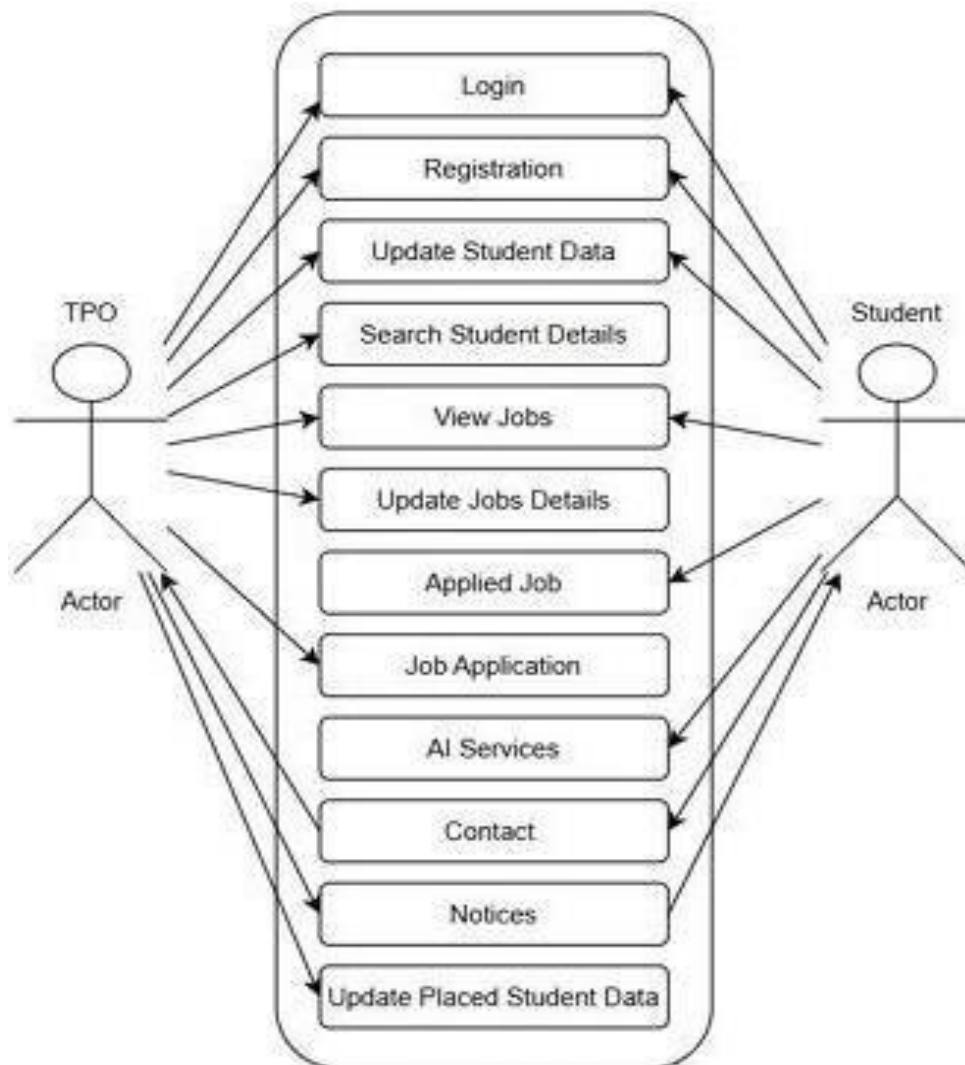 Login
Registration
Update Student Data
TPO
Student
Search Student Details
View Jobs
Update Jobs Details
Applied Job
Actor
Actor
Job Application
AI Services
Contact
Notices
Update Placed Student Data